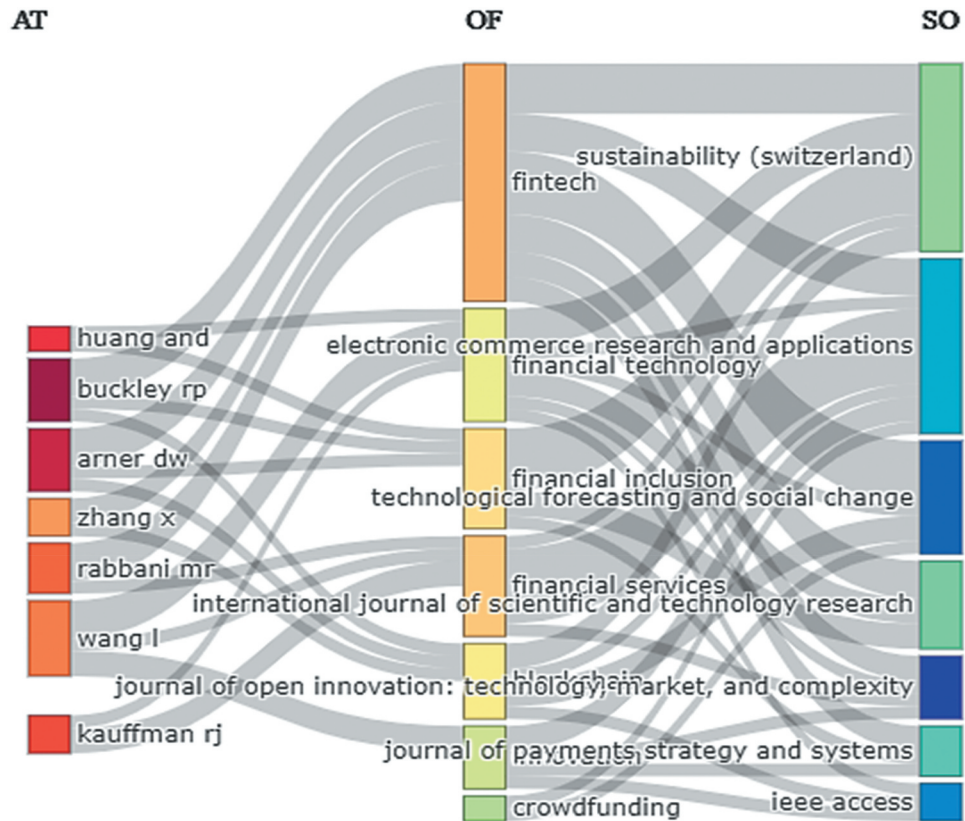 AT OF SO
sustainability (switzerland)
fintech
huang and
electronic commerce research and applications
financial technology
buckley rp
arner dw
financial inclusion
technological forecasting and social change
zhang x
rabbani mr
financial services
international journal of scientific and technology research
wang l
blockchain
journal of open innovation: technology, market, and complexity
kauffman rj
journal of payments strategy and systems
innovation
ieee access
crowdfunding